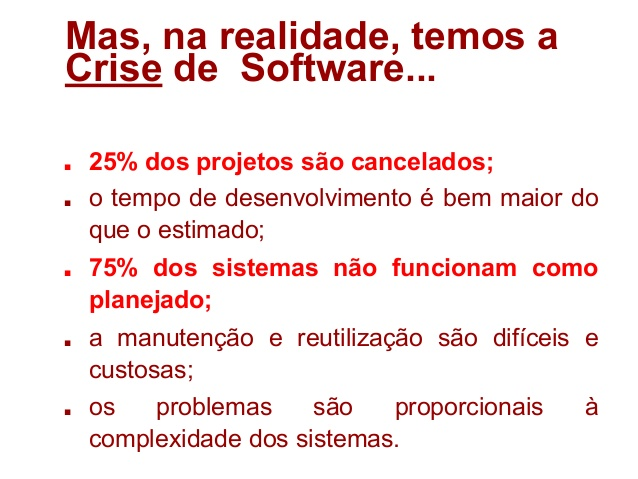 Mas, na realidade, temos a
Crise de Software...
25% dos projetos são cancelados;
o tempo de desenvolvimento é bem maior do
que o estimado;
75% dos sistemas não funcionam como
planejado;
a manutenção e reutilização são difíceis e
custosas;
os problemas são proporcionais à
complexidade dos sistemas.